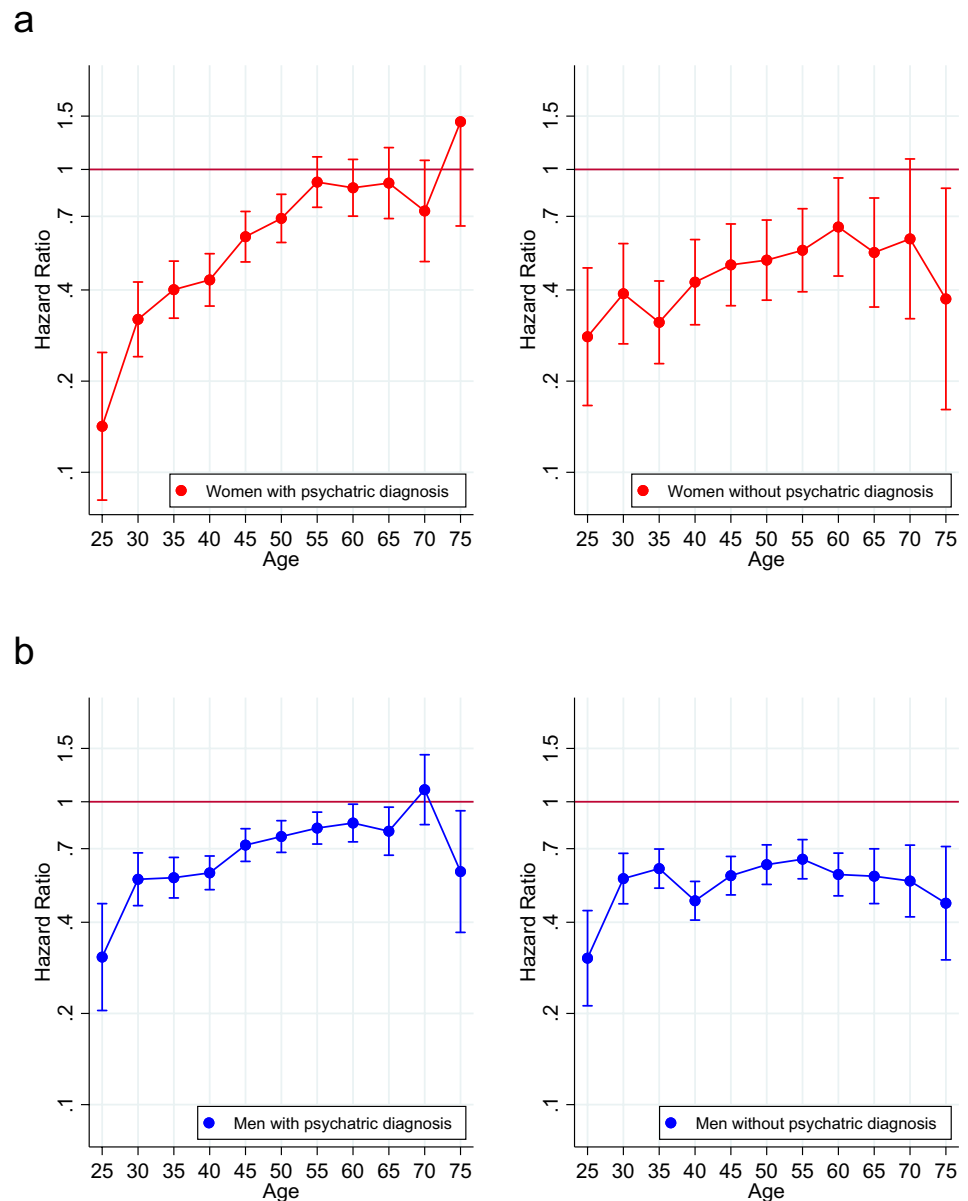 a
1.5
1
.7
.4
.2
.1
Hazard Ratio
Women with psychatric diagnosis
25 30 35 40 45 50 55 60 65 70 75
Age
1.5
1
.7
.4
.2
.1
Hazard Ratio
Women without psychatric diagnosis
25 30 35 40 45 50 55 60 65 70 75
Age
b
1.5
1
.7
.4
.2
.1
Hazard Ratio
Men with psychatric diagnosis
25 30 35 40 45 50 55 60 65 70 75
Age
1.5
1
.7
.4
.2
.1
Hazard Ratio
Men without psychatric diagnosis
25 30 35 40 45 50 55 60 65 70 75
Age